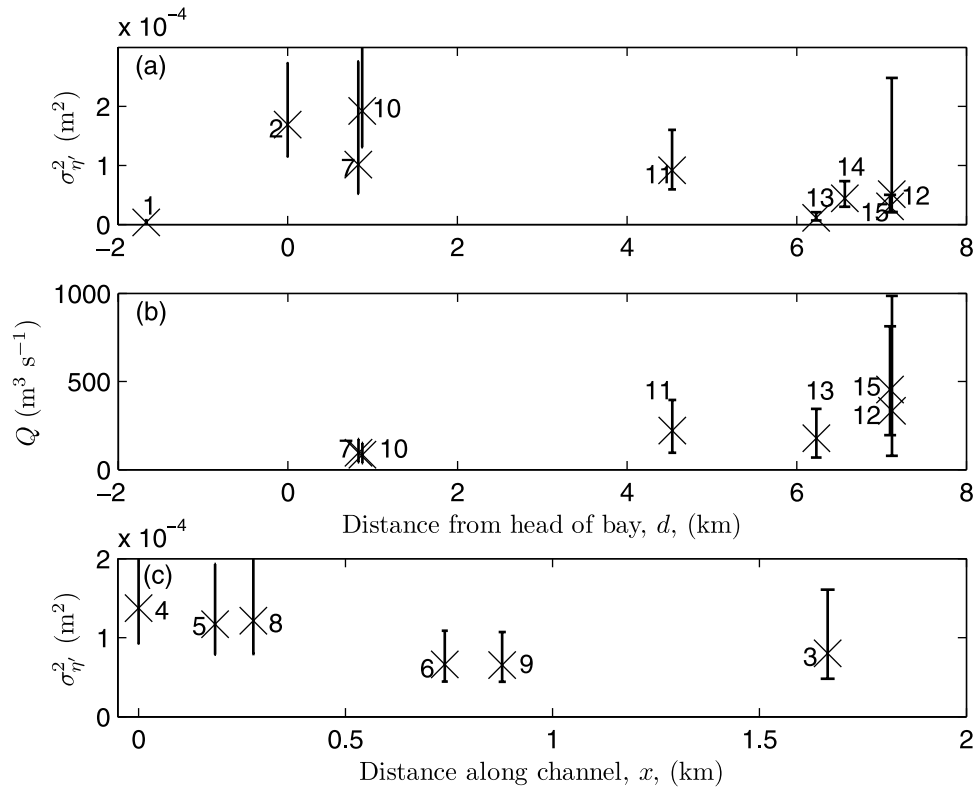 x 10⁻⁴
(a)
2
1
0
σ²η′ (m²)
1
2
7
10
11
13
14
15
12
−2 0 2 4 6 8
1000
500
0
Q (m³ s⁻¹)
(b)
7
10
11
13
15
12
−2 0 2 4 6 8
Distance from head of bay, d, (km)
x 10⁻⁴
(c)
2
1
0
σ²η′ (m²)
4
5
8
6
9
3
0 0.5 1 1.5 2
Distance along channel, x, (km)